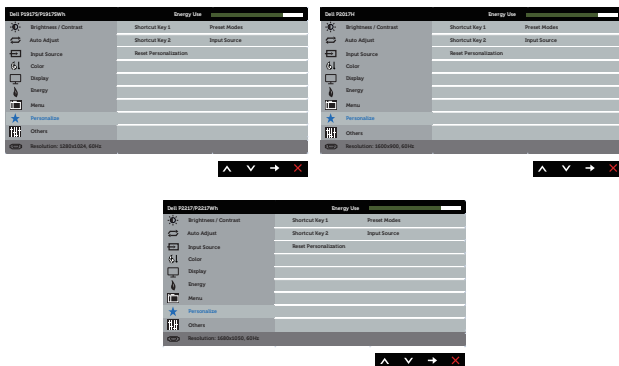 Dell P1917S/P1917SWh Energy Use
Brightness / Contrast Shortcut Key 1 Preset Modes
Auto Adjust Shortcut Key 2 Input Source
Input Source Reset Personalization
Color
Display
Energy
Menu
Personalize
Others
Resolution: 1280x1024, 60Hz
Dell P2017H Energy Use
Brightness / Contrast Shortcut Key 1 Preset Modes
Auto Adjust Shortcut Key 2 Input Source
Input Source Reset Personalization
Color
Display
Energy
Menu
Personalize
Others
Resolution: 1600x900, 60Hz
Dell P2217/P2217Wh Energy Use
Brightness / Contrast Shortcut Key 1 Preset Modes
Auto Adjust Shortcut Key 2 Input Source
Input Source Reset Personalization
Color
Display
Energy
Menu
Personalize
Others
Resolution: 1680x1050, 60Hz